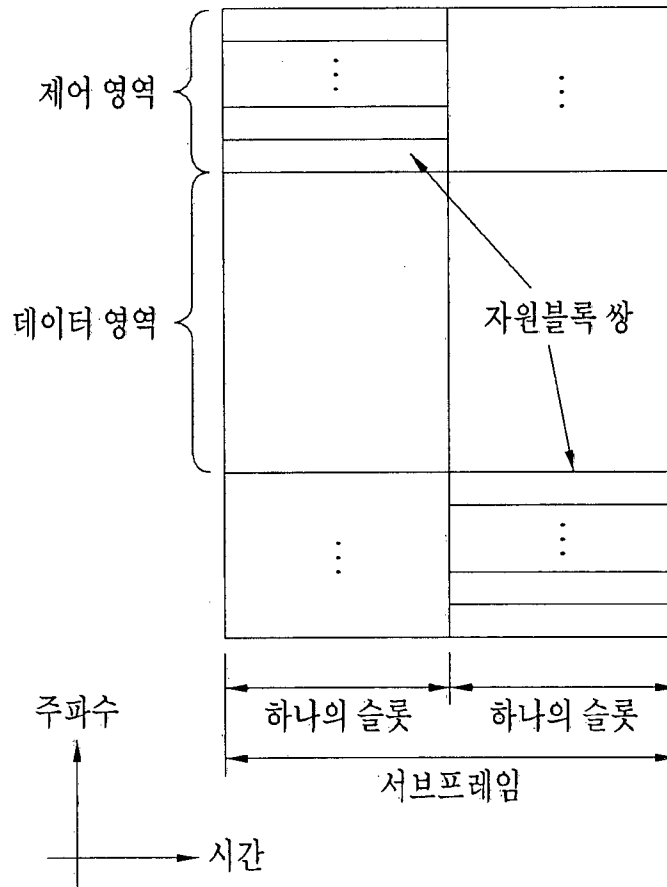 제어 영역
데이터 영역
자원블록 쌍
하나의 슬롯
하나의 슬롯
서브프레임
주파수
시간